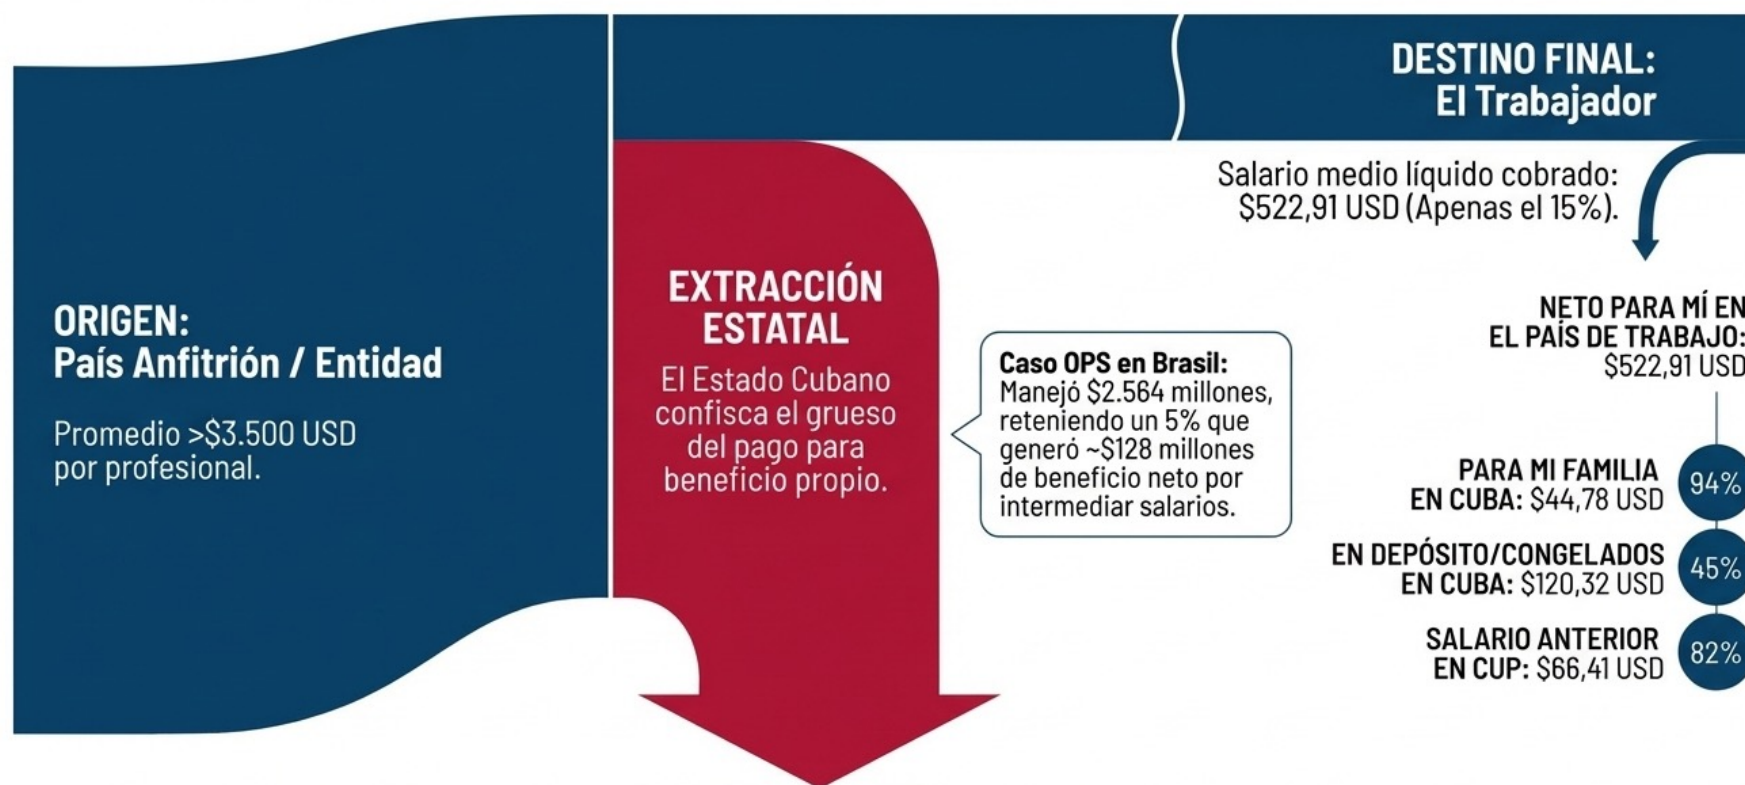 ORIGEN:
País Anfitrión / Entidad
Promedio >$3.500 USD
por profesional.
EXTRACCIÓN
ESTATAL
El Estado Cubano
confisca el grueso
del pago para
beneficio propio.
Caso OPS en Brasil:
Manejó $2.564 millones,
reteniendo un 5% que
generó ~$128 millones
de beneficio neto por
intermediar salarios.
DESTINO FINAL:
El Trabajador
Salario medio líquido cobrado:
$522,91 USD (Apenas el 15%).
NETO PARA MÍ EN
EL PAÍS DE TRABAJO:
$522,91 USD
PARA MI FAMILIA
EN CUBA: $44,78 USD
94%
EN DEPÓSITO/CONGELADOS
EN CUBA: $120,32 USD
45%
SALARIO ANTERIOR
EN CUP: $66,41 USD
82%